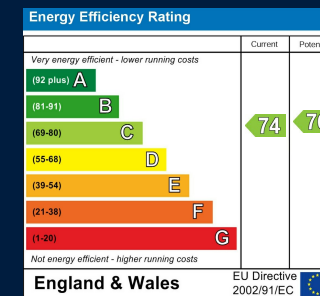 Energy Efficiency Rating
Current
Very energy efficient - lower running costs
(92 plus) A
(81-91) B
(69-80) C
74
(55-68) D
(39-54) E
(21-38) F
(1-20) G
Not energy efficient - higher running costs
England & Wales
EU Directive
2002/91/EC